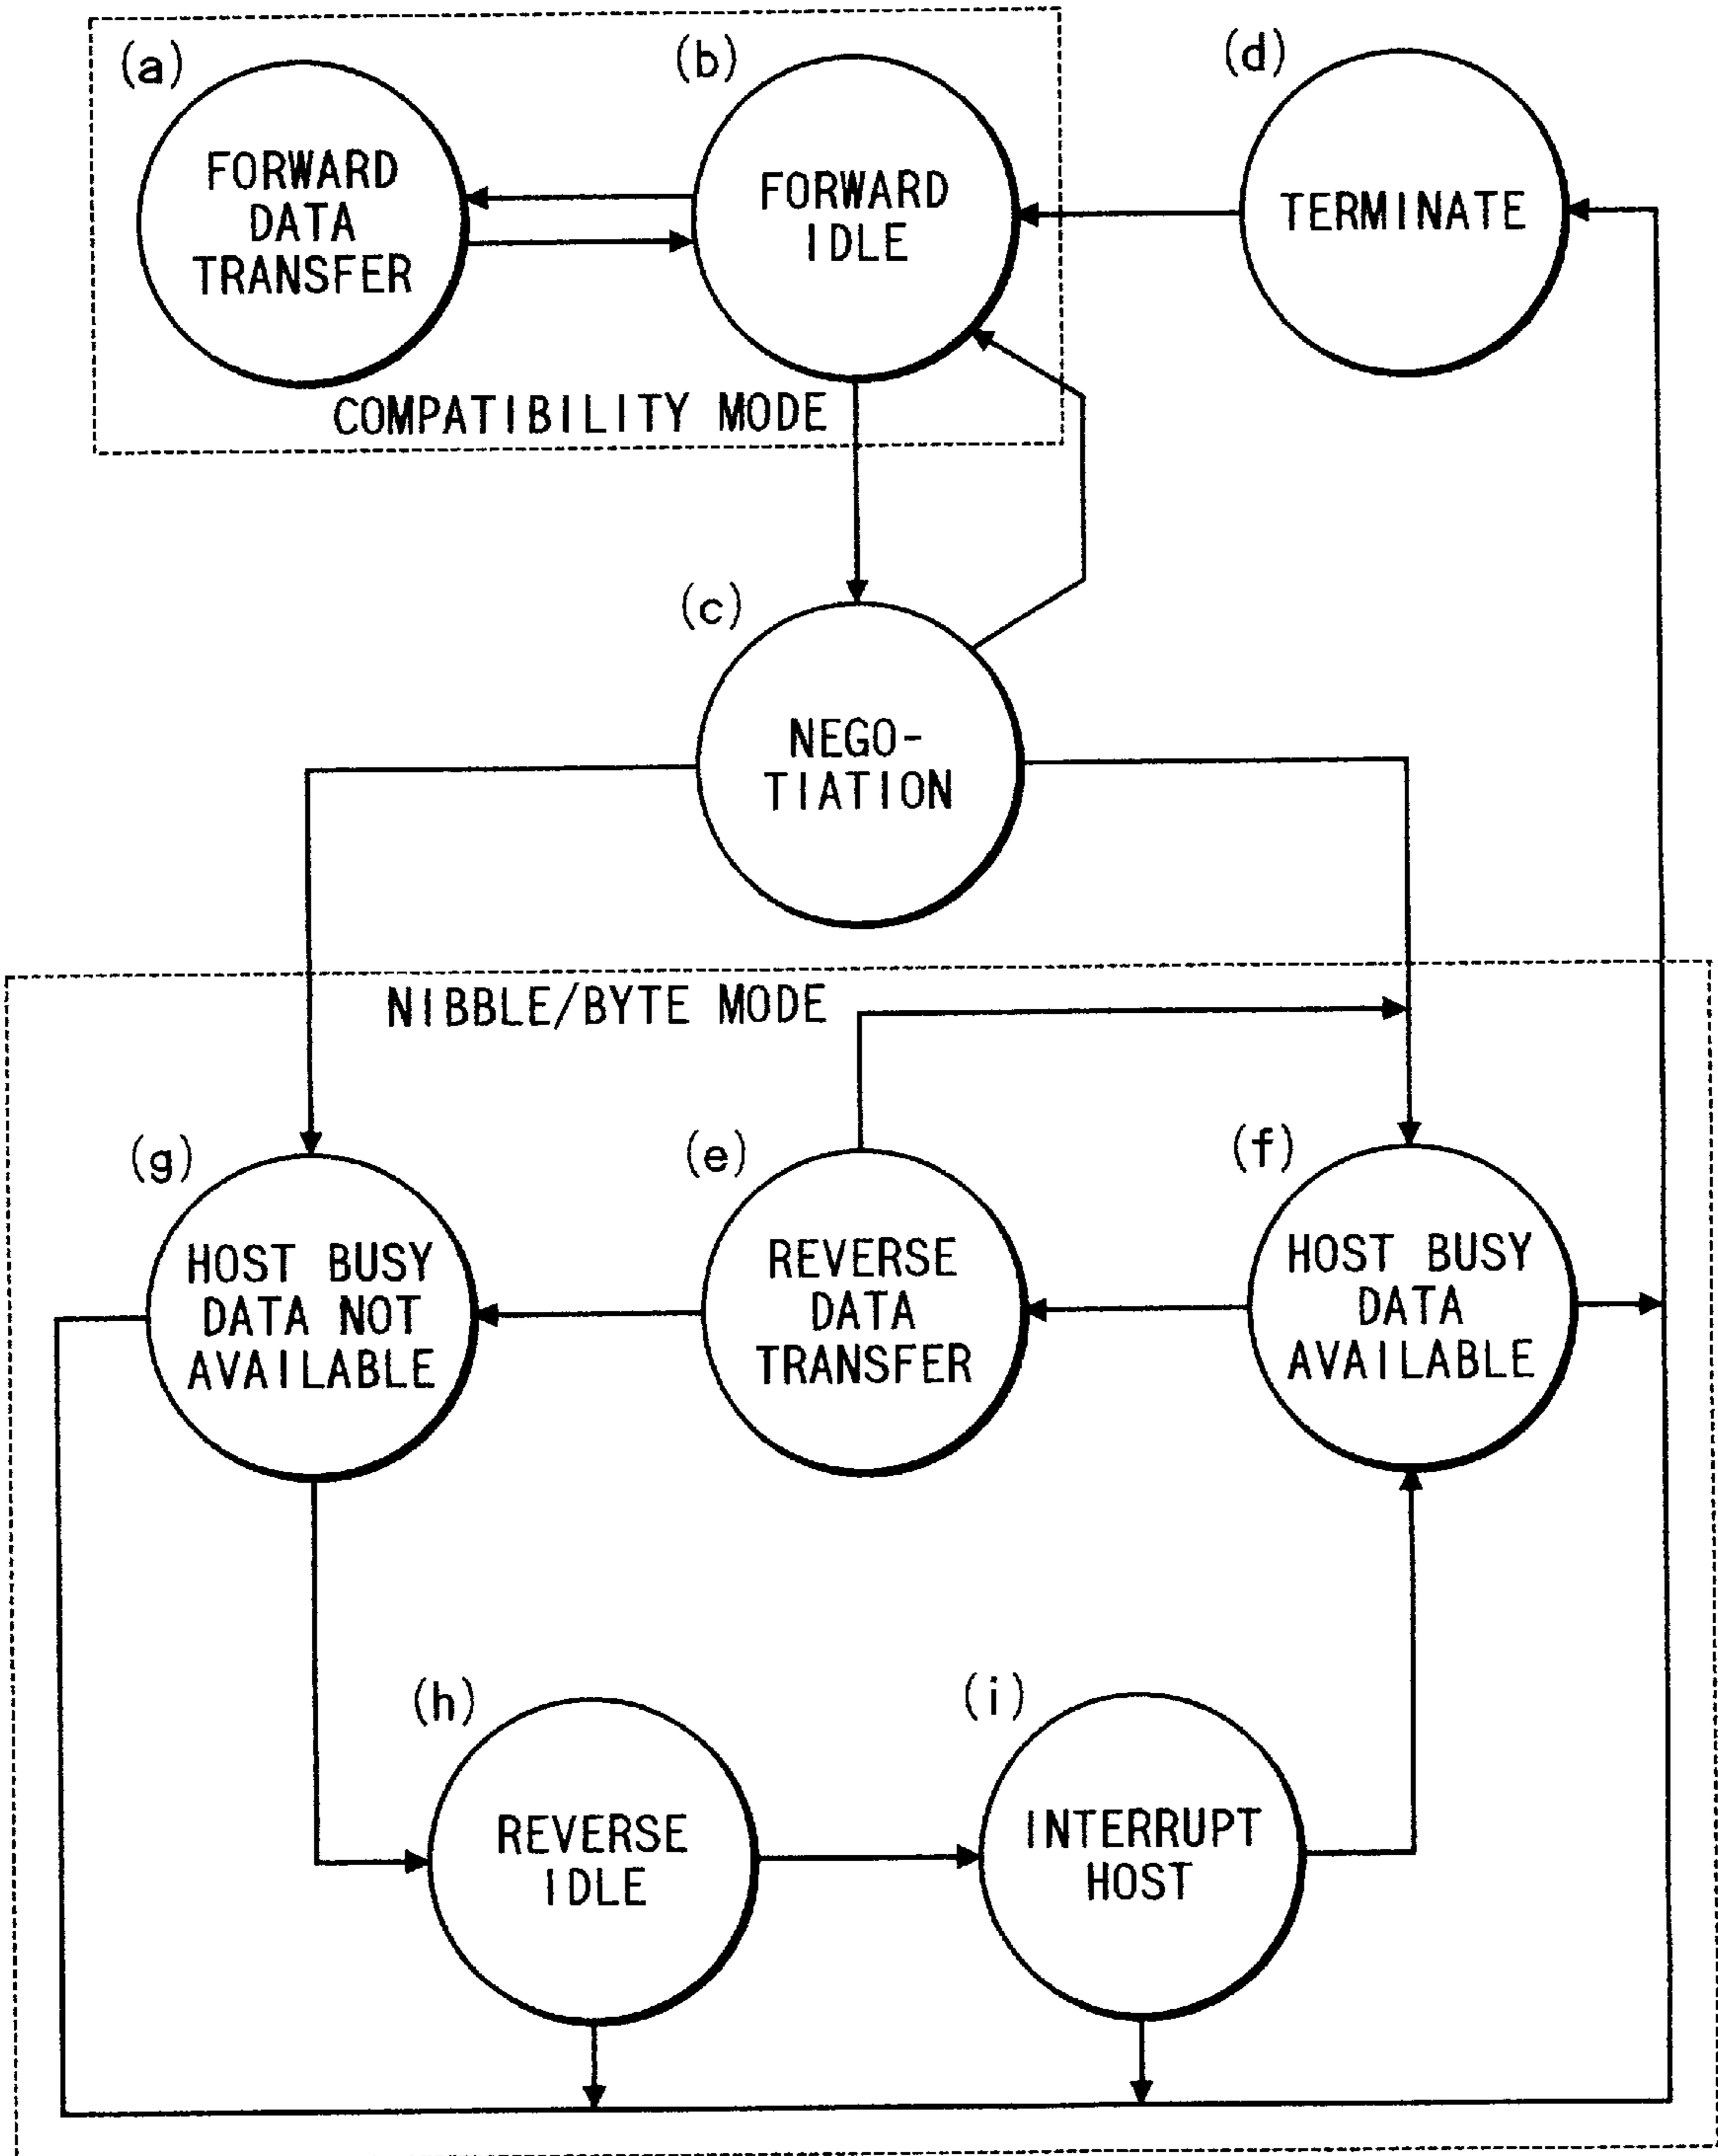 (a)
FORWARD
DATA
TRANSFER
(b)
FORWARD
IDLE
(d)
TERMINATE
COMPATIBILITY MODE
(c)
NEGO-
TIATION
NIBBLE/BYTE MODE
(g)
HOST BUSY
DATA NOT
AVAILABLE
(e)
REVERSE
DATA
TRANSFER
(f)
HOST BUSY
DATA
AVAILABLE
(h)
REVERSE
IDLE
(i)
INTERRUPT
HOST